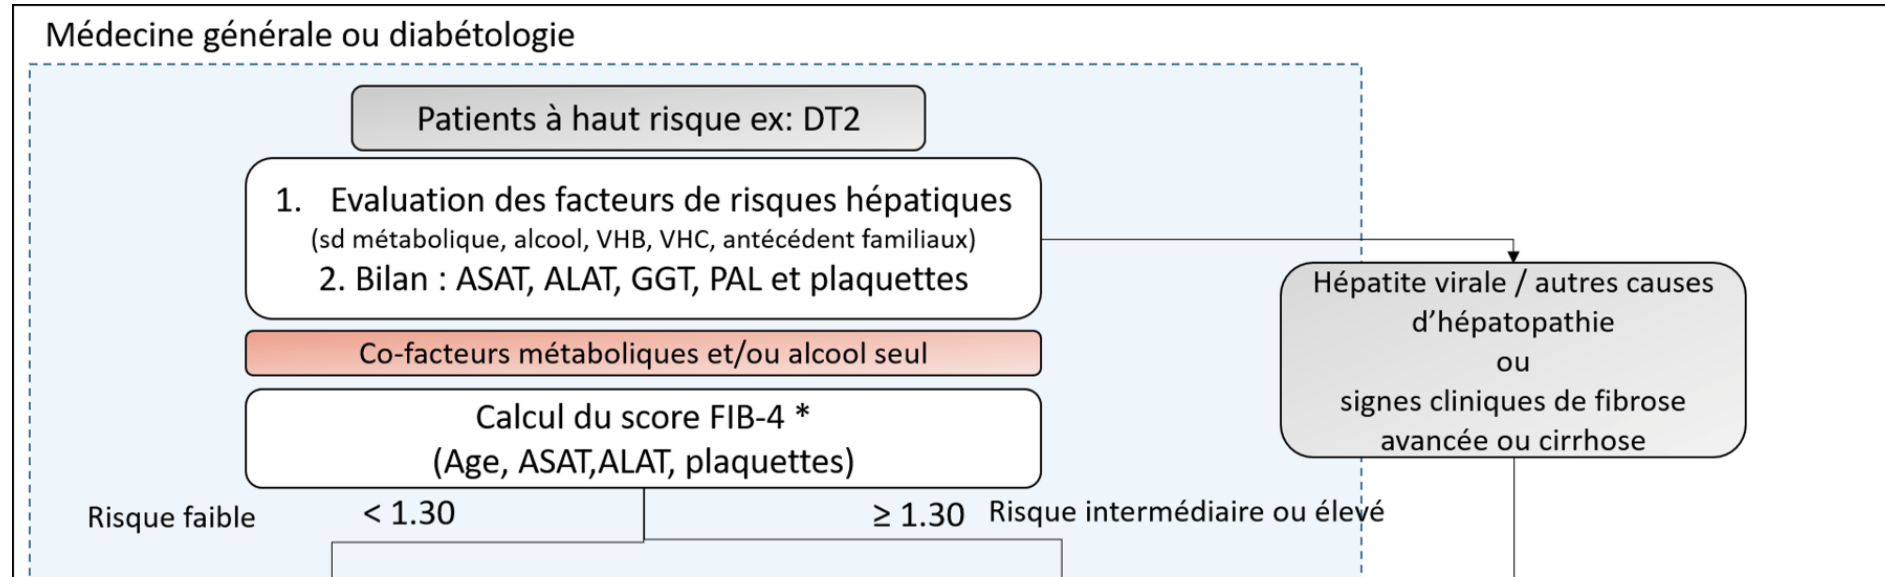 Médecine générale ou diabétologie
Patients à haut risque ex: DT2
1. Evaluation des facteurs de risques hépatiques
(sd métabolique, alcool, VHB, VHC, antécédent familiaux)
2. Bilan : ASAT, ALAT, GGT, PAL et plaquettes
Hépatite virale / autres causes
d'hépatopathie
ou
signes cliniques de fibrose
avancée ou cirrhose
Co-facteurs métaboliques et/ou alcool seul
Calcul du score FIB-4 *
(Age, ASAT,ALAT, plaquettes)
Risque faible
< 1.30
≥ 1.30
Risque intermédiaire ou élevé